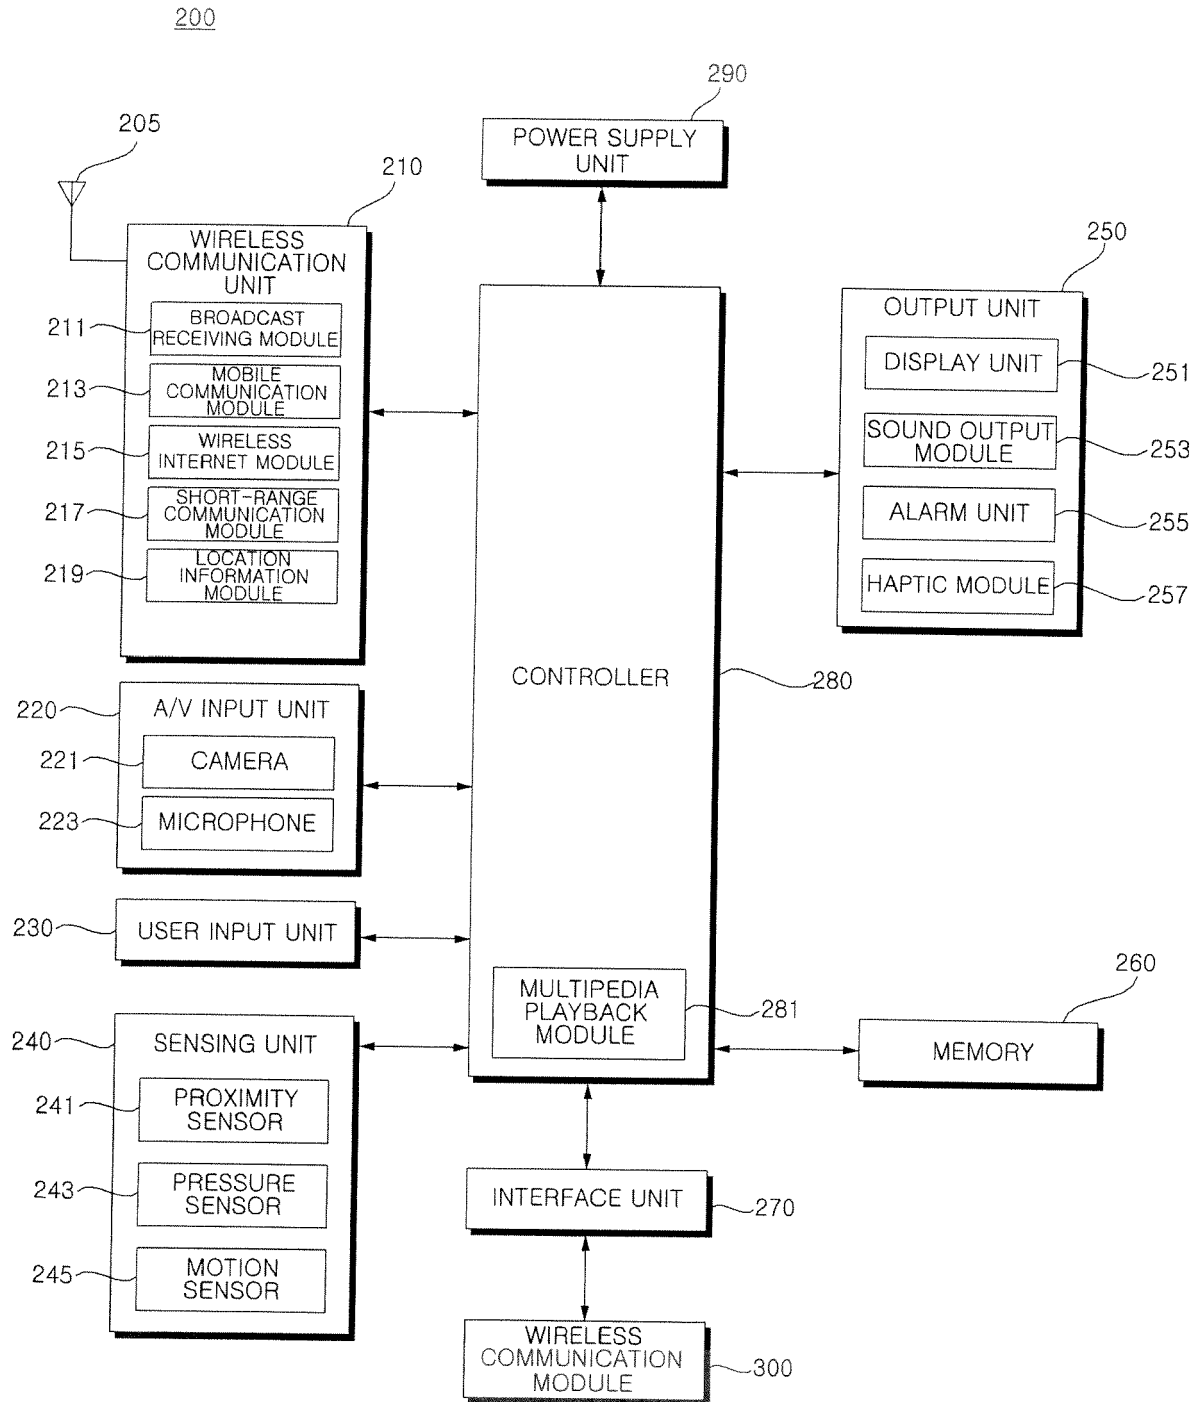 200
290
POWER SUPPLY
UNIT
205
210
WIRELESS
COMMUNICATION
UNIT
211
BROADCAST
RECEIVING MODULE
213
MOBILE
COMMUNICATION
MODULE
215
WIRELESS
INTERNET MODULE
217
SHORT-RANGE
COMMUNICATION
MODULE
219
LOCATION
INFORMATION
MODULE
250
OUTPUT UNIT
DISPLAY UNIT
251
SOUND OUTPUT
MODULE
253
ALARM UNIT
255
HAPTIC MODULE
257
CONTROLLER
280
220
A/V INPUT UNIT
221
CAMERA
223
MICROPHONE
230
USER INPUT UNIT
MULTIPEDIA
PLAYBACK
MODULE
281
260
MEMORY
240
SENSING UNIT
241
PROXIMITY
SENSOR
243
PRESSURE
SENSOR
245
MOTION
SENSOR
INTERFACE UNIT
270
WIRELESS
COMMUNICATION
MODULE
300